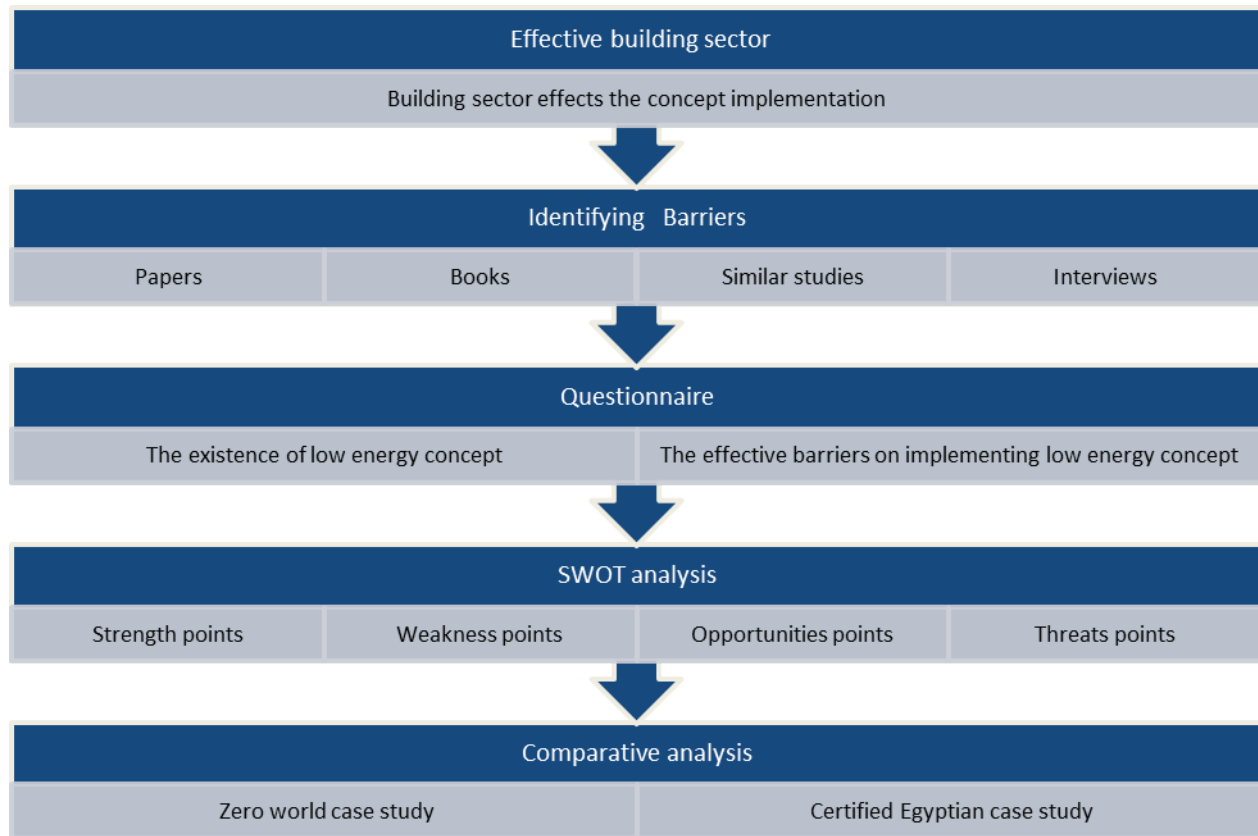 Effective building sector
Building sector effects the concept implementation
Identifying Barriers
Papers
Books
Similar studies
Interviews
Questionnaire
The existence of low energy concept
The effective barriers on implementing low energy concept
SWOT analysis
Strength points
Weakness points
Opportunities points
Threats points
Comparative analysis
Zero world case study
Certified Egyptian case study